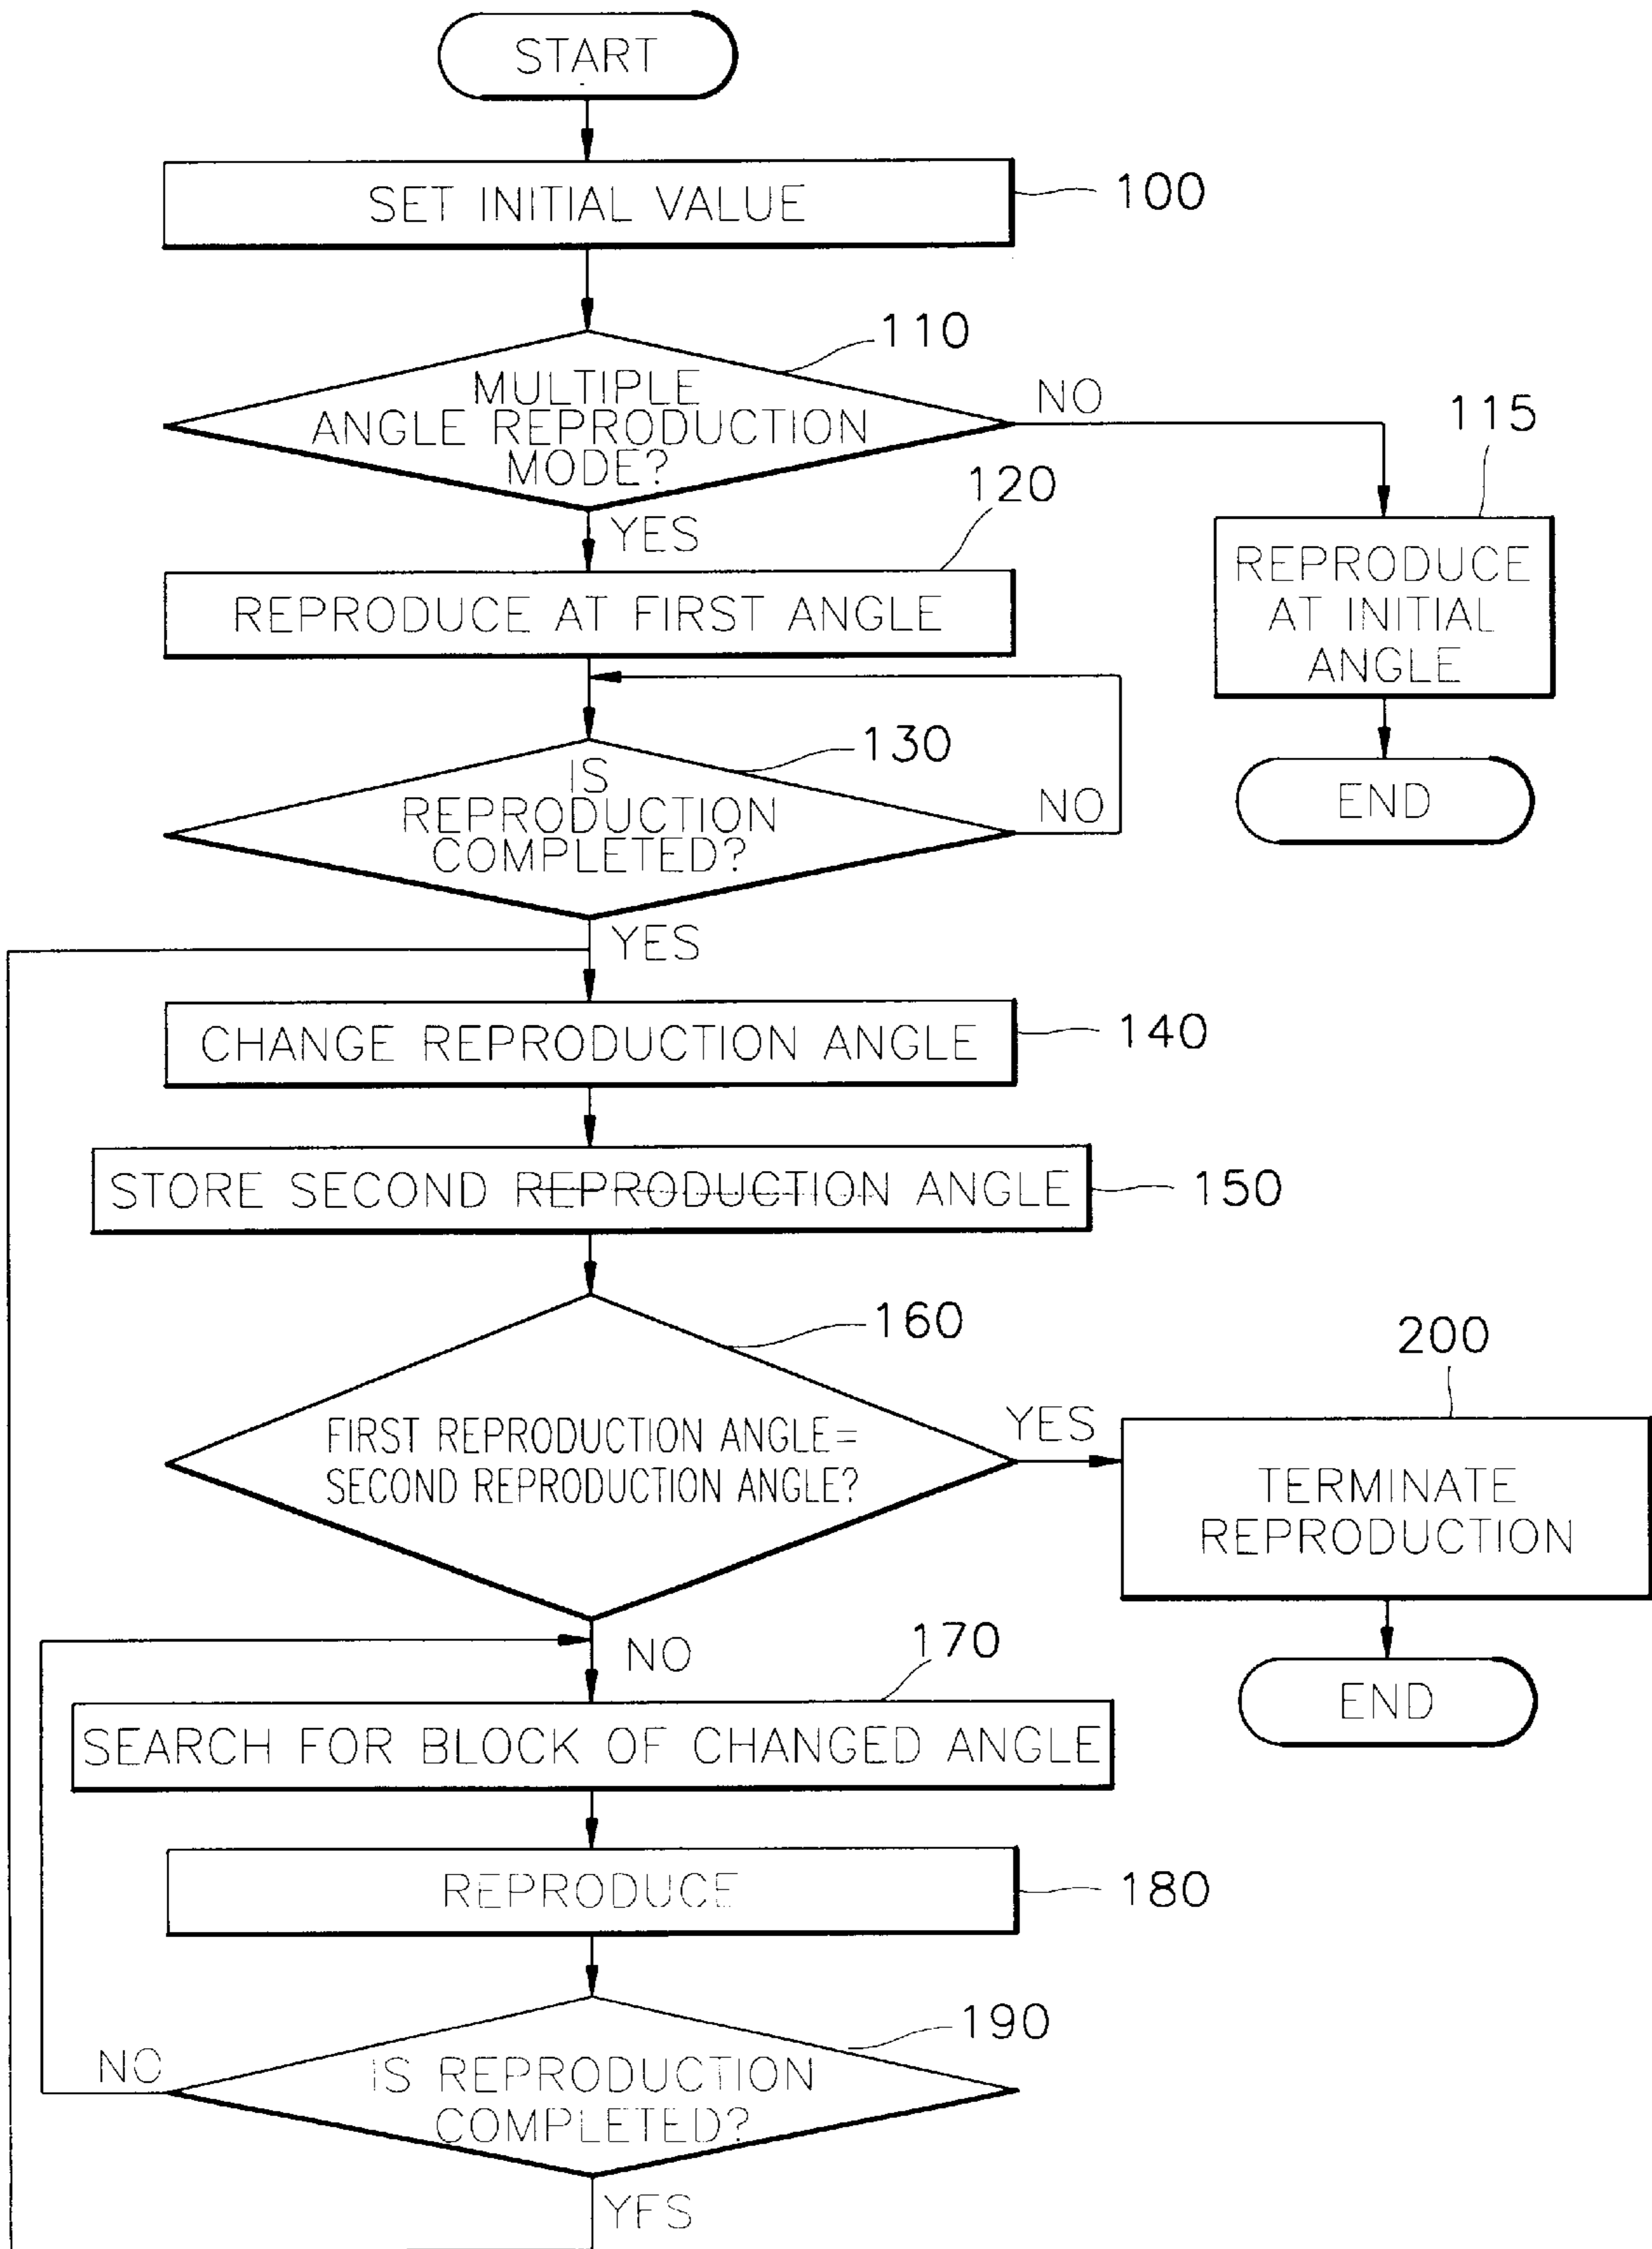 START
SET INITIAL VALUE
100
110
MULTIPLE
ANGLE REPRODUCTION
MODE?
NO
115
REPRODUCE
AT INITIAL
ANGLE
END
YES
120
REPRODUCE AT FIRST ANGLE
130
IS
REPRODUCTION
COMPLETED?
NO
YES
CHANGE REPRODUCTION ANGLE
140
STORE SECOND REPRODUCTION ANGLE
150
160
FIRST REPRODUCTION ANGLE=
SECOND REPRODUCTION ANGLE?
YES
200
TERMINATE
REPRODUCTION
END
NO
170
SEARCH FOR BLOCK OF CHANGED ANGLE
REPRODUCE
180
190
IS REPRODUCTION
COMPLETED?
NO
YES